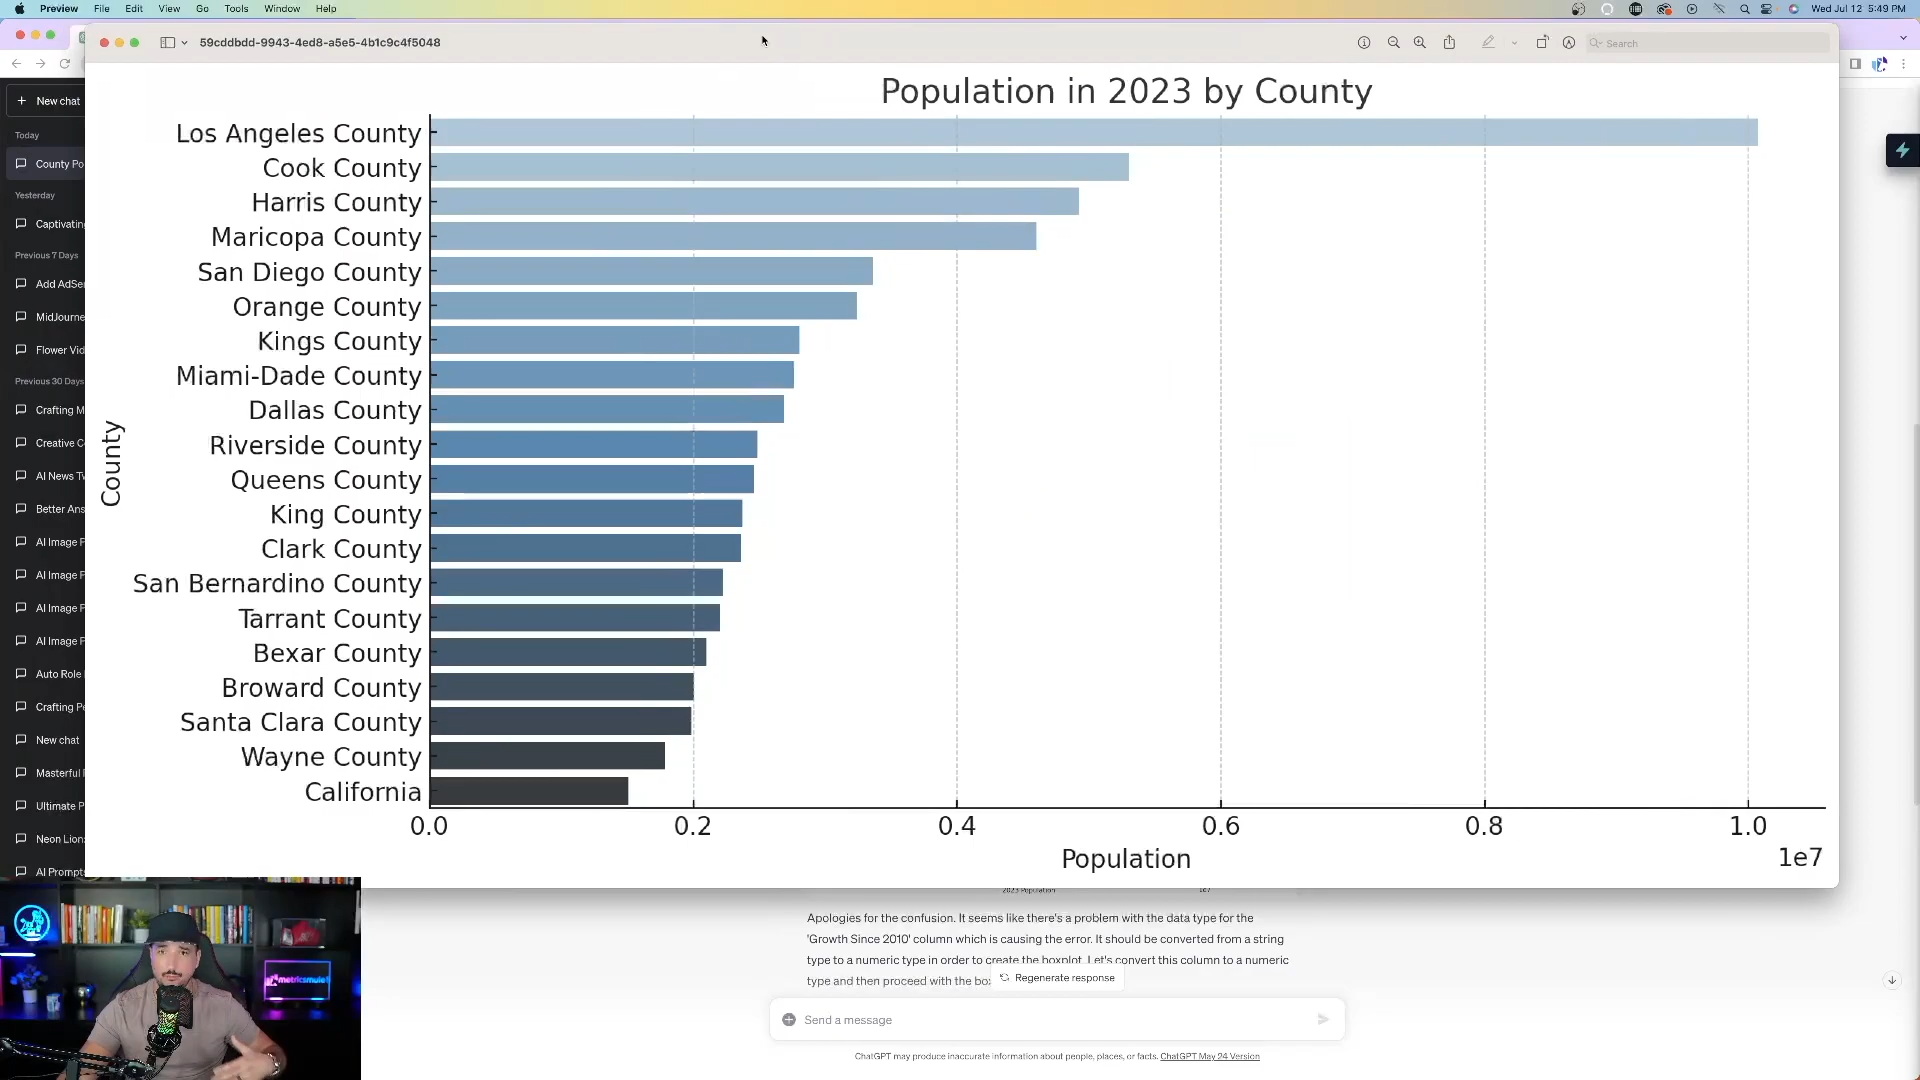 Preview File Edit View Go Tools Window Help
Wed Jul 12 5:49 PM
59cddbdd-9943-4ed8-a5e5-4b1c9c4f5048
Search
New chat
Today
County Po
Yesterday
Captivating
Previous 7 Days
Add AdSe
MidJourne
Flower Vid
Previous 30 Days
Crafting M
Creative C
AI News Tw
Better Ans
AI Image P
AI Image P
AI Image P
AI Image P
Auto Role
Crafting Pe
New chat
Masterful
Ultimate P
Neon Lion
AI Prompt
Population in 2023 by County
County
Los Angeles County
Cook County
Harris County
Maricopa County
San Diego County
Orange County
Kings County
Miami-Dade County
Dallas County
Riverside County
Queens County
King County
Clark County
San Bernardino County
Tarrant County
Bexar County
Broward County
Santa Clara County
Wayne County
California
0.0 0.2 0.4 0.6 0.8 1.0
1e7
Population
2023 Population 1e7
Apologies for the confusion. It seems like there's a problem with the data type for the
'Growth Since 2010' column which is causing the error. It should be converted from a string
type to a numeric type in order to create the boxplot. Let's convert this column to a numeric
type and then proceed with the bo
Regenerate response
Send a message
ChatGPT may produce inaccurate information about people, places, or facts. ChatGPT May 24 Version
metricsmule